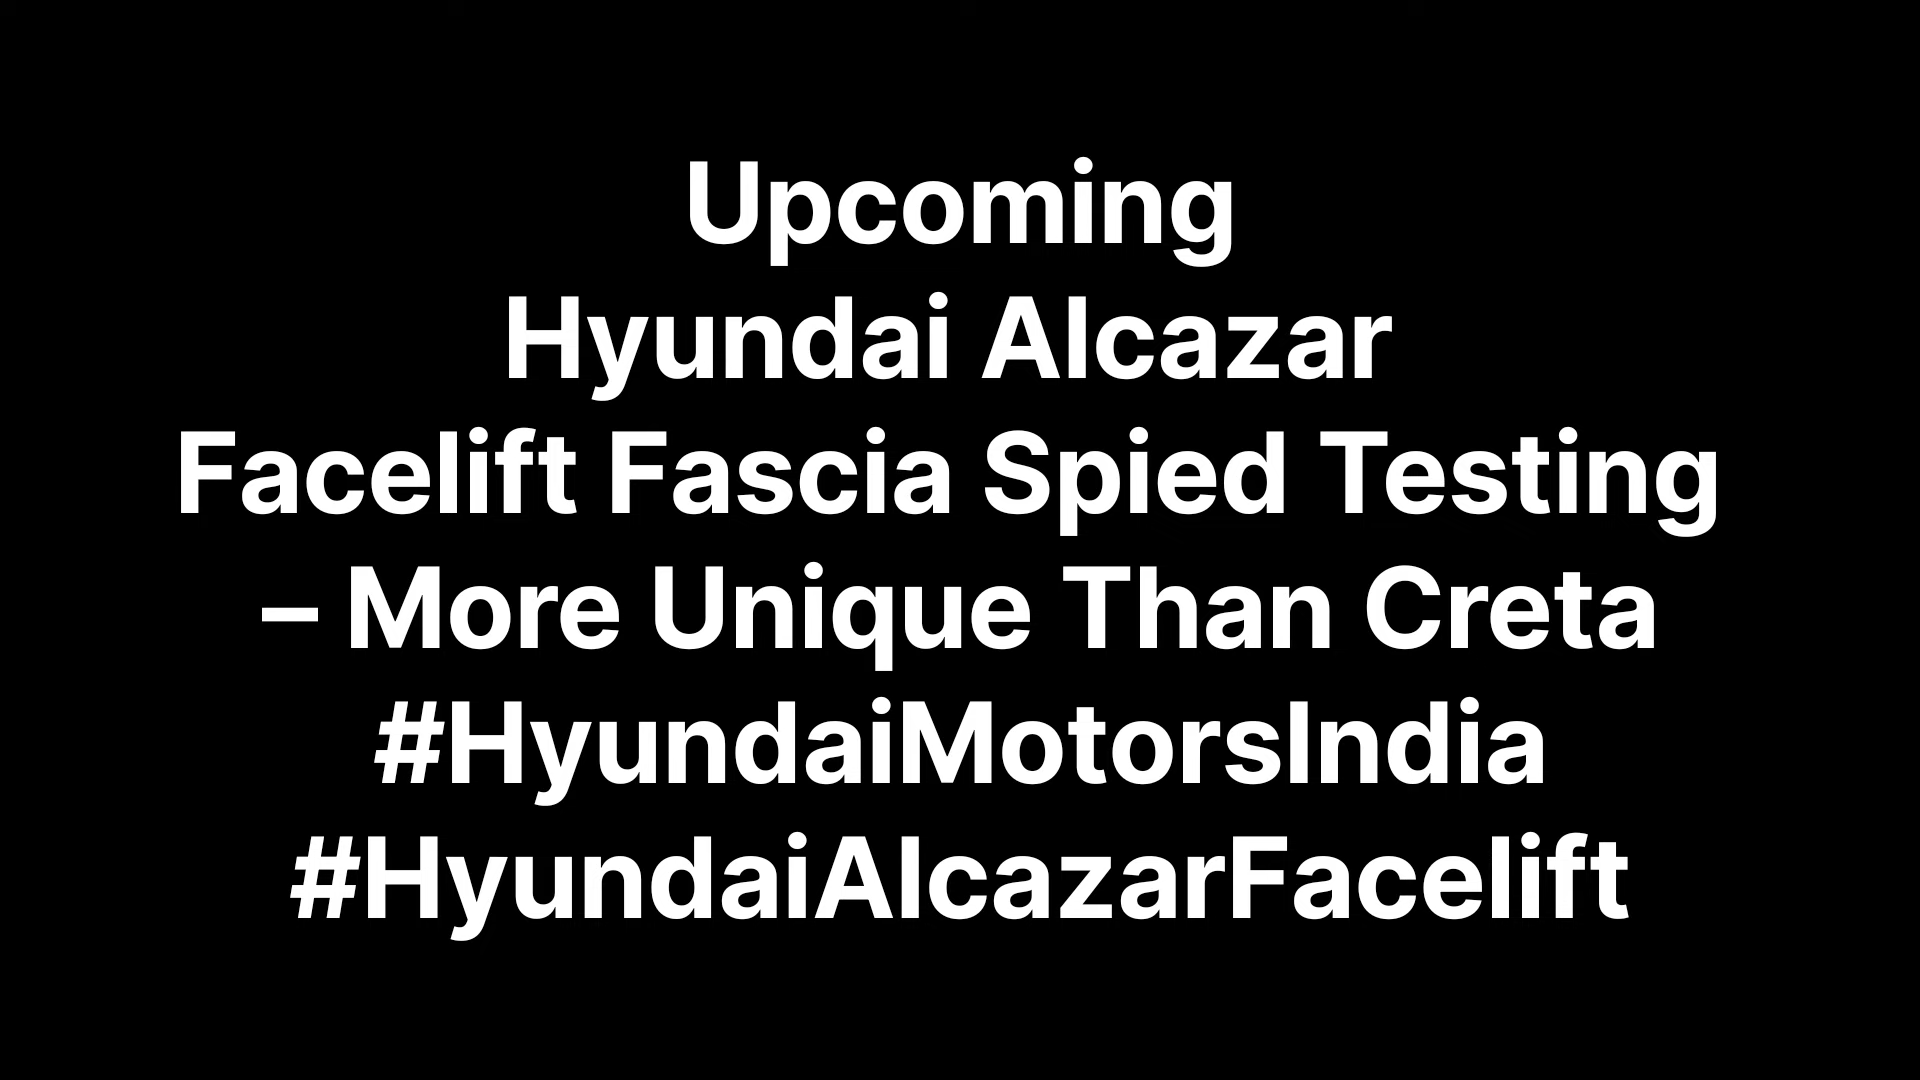 Upcoming
Hyundai Alcazar
Facelift Fascia Spied Testing
– More Unique Than Creta
#HyundaiMotorsIndia
#HyundaiAlcazarFacelift